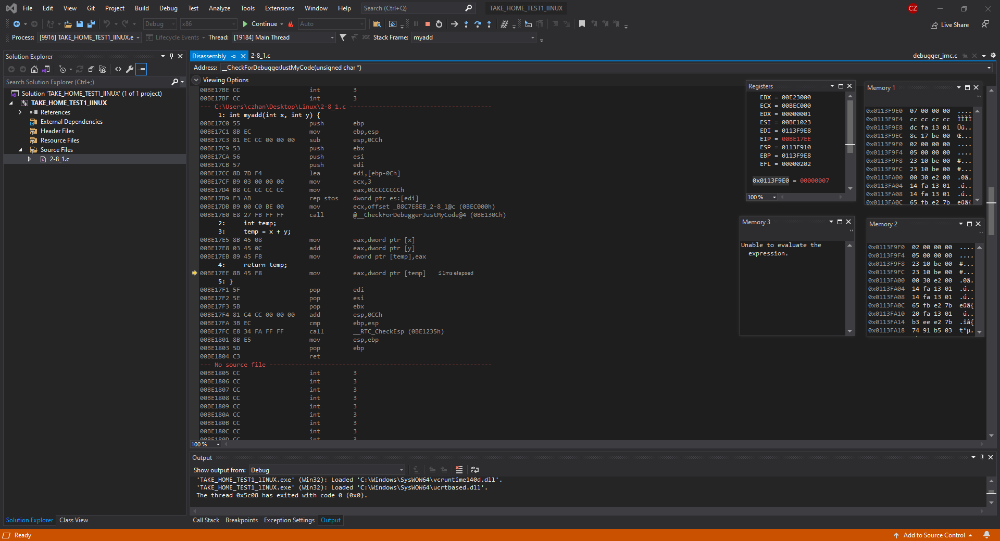 File Edit View Git Project Build Debug Test Analyze Tools Extensions Window Help Search (Ctrl+Q) TAKE_HOME_TEST1_lINUX CZ
Debug x86 Continue Auto Live Share
Process: [9916] TAKE_HOME_TEST1_lINUX.e Lifecycle Events Thread: [19184] Main Thread Stack Frame: myadd
Solution Explorer
Search Solution Explorer (Ctrl+;)
Solution 'TAKE_HOME_TEST1_lINUX' (1 of 1 project)
TAKE_HOME_TEST1_lINUX
References
External Dependencies
Header Files
Resource Files
Source Files
2-8_1.c
Solution Explorer Class View
Disassembly 2-8_1.c debugger_jmc.c
Address: __CheckForDebuggerJustMyCode(unsigned char *)
Viewing Options
00BE17BE CC int 3
00BE17BF CC int 3
--- C:\Users\czhan\Desktop\Linux\2-8_1.c ---------------------------------------
1: int myadd(int x, int y) {
00BE17C0 55 push ebp
00BE17C1 8B EC mov ebp,esp
00BE17C3 81 EC CC 00 00 00 sub esp,0CCh
00BE17C9 53 push ebx
00BE17CA 56 push esi
00BE17CB 57 push edi
00BE17CC 8D 7D F4 lea edi,[ebp-0Ch]
00BE17CF B9 03 00 00 00 mov ecx,3
00BE17D4 B8 CC CC CC CC mov eax,0CCCCCCCCh
00BE17D9 F3 AB rep stos dword ptr es:[edi]
00BE17DB B9 00 C0 BE 00 mov ecx,offset _B8C7E8EB_2-8_1@c (0BEC000h)
00BE17E0 E8 27 FB FF FF call @__CheckForDebuggerJustMyCode@4 (0BE130Ch)
2: int temp;
3: temp = x + y;
00BE17E5 8B 45 08 mov eax,dword ptr [x]
00BE17E8 03 45 0C add eax,dword ptr [y]
00BE17EB 89 45 F8 mov dword ptr [temp],eax
4: return temp;
00BE17EE 8B 45 F8 mov eax,dword ptr [temp] ≤1ms elapsed
5: }
00BE17F1 5F pop edi
00BE17F2 5E pop esi
00BE17F3 5B pop ebx
00BE17F4 81 C4 CC 00 00 00 add esp,0CCh
00BE17FA 3B EC cmp ebp,esp
00BE17FC E8 34 FA FF FF call __RTC_CheckEsp (0BE1235h)
00BE1801 8B E5 mov esp,ebp
00BE1803 5D pop ebp
00BE1804 C3 ret
--- No source file -------------------------------------------------------------
00BE1805 CC int 3
00BE1806 CC int 3
00BE1807 CC int 3
00BE1808 CC int 3
00BE1809 CC int 3
00BE180A CC int 3
00BE180B CC int 3
00BE180C CC int 3
00BE180D CC int 3
100 %
Registers
EBX = 00E23000
ECX = 00BEC000
EDX = 00000001
ESI = 00BE1023
EDI = 0113F9E8
EIP = 00BE17EE
ESP = 0113F910
EBP = 0113F9E8
EFL = 00000202
0x0113F9E0 = 00000007
100 %
Memory 1
0x0113F9E0 07 00 00 00 ....
0x0113F9E4 cc cc cc cc ÌÌÌÌ
0x0113F9E8 dc fa 13 01 Üú..
0x0113F9EC 8c 17 be 00 Œ...
0x0113F9F0 02 00 00 00 ....
0x0113F9F4 05 00 00 00 ....
0x0113F9F8 23 10 be 00 #...
0x0113F9FC 23 10 be 00 #...
0x0113FA00 00 30 e2 00 .0â.
0x0113FA04 14 fa 13 01 .ú..
0x0113FA08 14 fa 13 01 .ú..
0x0113FA0C 65 fb e2 7b eûâ{
Memory 3
Unable to evaluate the
expression.
Memory 2
0x0113F9F0 02 00 00 00 ....
0x0113F9F4 05 00 00 00 ....
0x0113F9F8 23 10 be 00 #...
0x0113F9FC 23 10 be 00 #...
0x0113FA00 00 30 e2 00 .0â.
0x0113FA04 14 fa 13 01 .ú..
0x0113FA08 14 fa 13 01 .ú..
0x0113FA0C 65 fb e2 7b eûâ{
0x0113FA10 20 fa 13 01 ú..
0x0113FA14 b3 ee e2 7b .îâ{
0x0113FA18 74 91 b5 03 t‘µ.
Output
Show output from: Debug
'TAKE_HOME_TEST1_lINUX.exe' (Win32): Loaded 'C:\Windows\SysWOW64\vcruntime140d.dll'.
'TAKE_HOME_TEST1_lINUX.exe' (Win32): Loaded 'C:\Windows\SysWOW64\ucrtbased.dll'.
The thread 0x5c08 has exited with code 0 (0x0).
Call Stack Breakpoints Exception Settings Output
Ready Add to Source Control